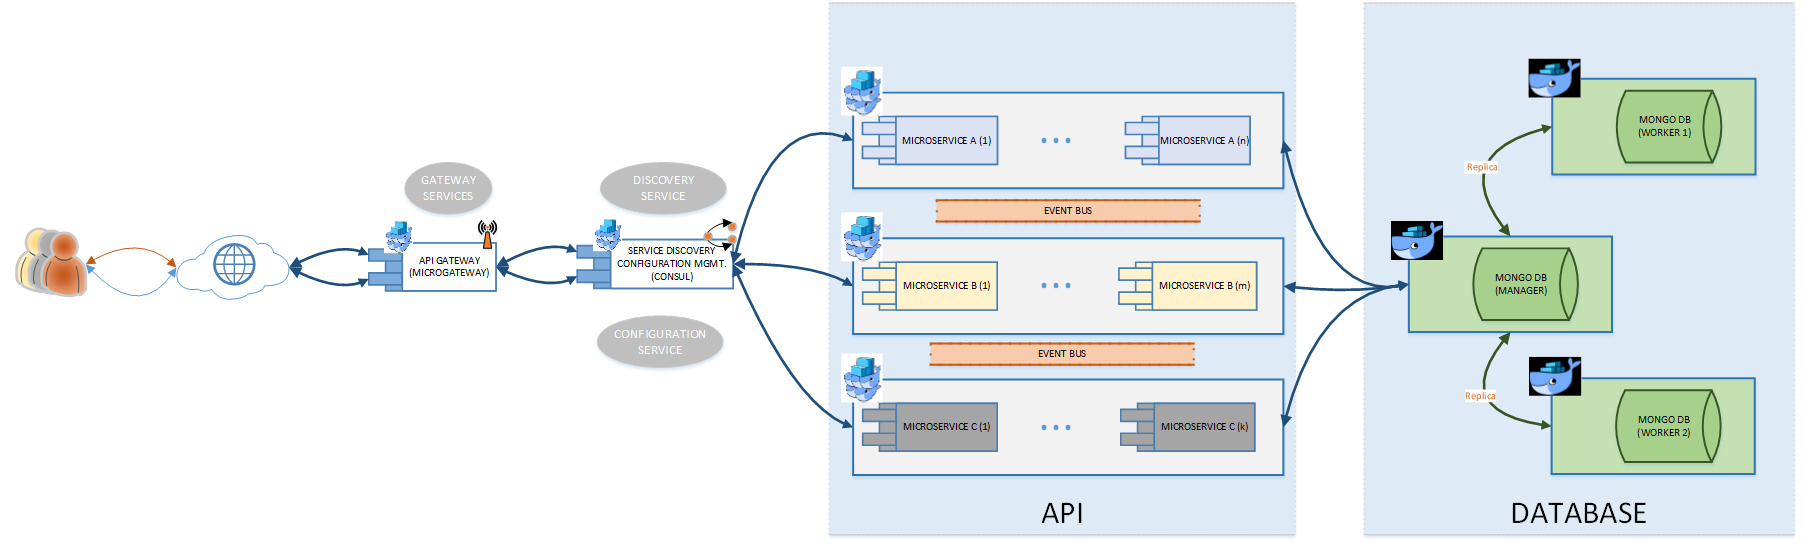 GATEWAY
SERVICES
API GATEWAY
(MICROGATEWAY)
DISCOVERY
SERVICE
SERVICE DISCOVERY
CONFIGURATION MGMT.
(CONSUL)
CONFIGURATION
SERVICE
MICROSERVICE A (1)
MICROSERVICE A (n)
EVENT BUS
MICROSERVICE B (1)
MICROSERVICE B (m)
EVENT BUS
MICROSERVICE C (1)
MICROSERVICE C (k)
API
MONGO DB
(WORKER 1)
Replica
MONGO DB
(MANAGER)
Replica
MONGO DB
(WORKER 2)
DATABASE